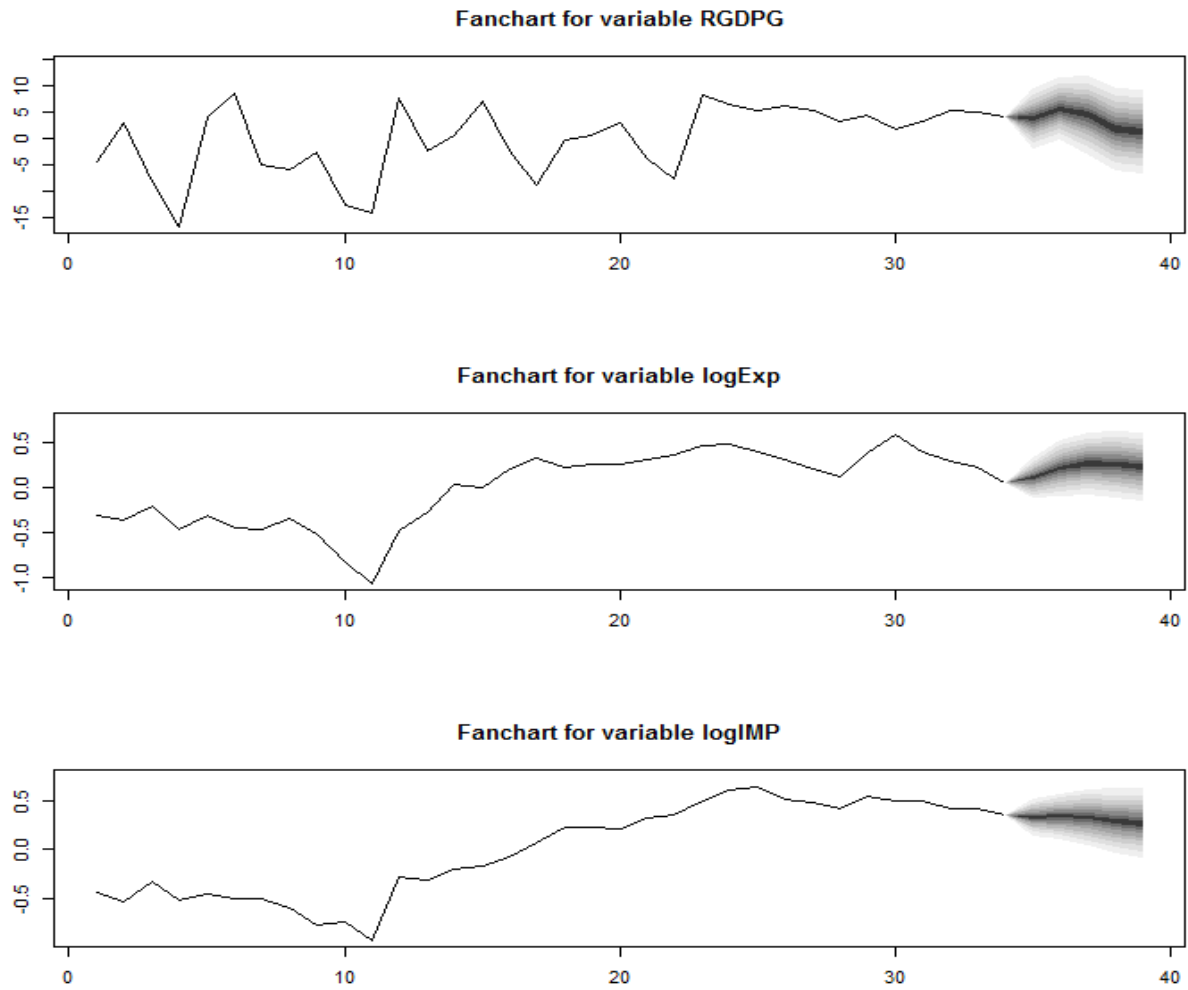 Fanchart for variable RGDPG
10
5
0
-5
-15
0 10 20 30 40
Fanchart for variable logExp
0.5
0.0
-0.5
-1.0
0 10 20 30 40
Fanchart for variable logIMP
0.5
0.0
-0.5
0 10 20 30 40